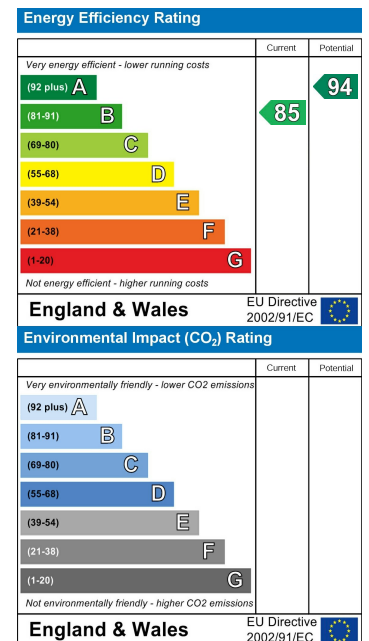 Energy Efficiency Rating
Current Potential
Very energy efficient - lower running costs
(92 plus) A 94
(81-91) B 85
(69-80) C
(55-68) D
(39-54) E
(21-38) F
(1-20) G
Not energy efficient - higher running costs
England & Wales EU Directive 2002/91/EC
Environmental Impact (CO₂) Rating
Current Potential
Very environmentally friendly - lower CO2 emissions
(92 plus) A
(81-91) B
(69-80) C
(55-68) D
(39-54) E
(21-38) F
(1-20) G
Not environmentally friendly - higher CO2 emissions
England & Wales EU Directive 2002/91/EC